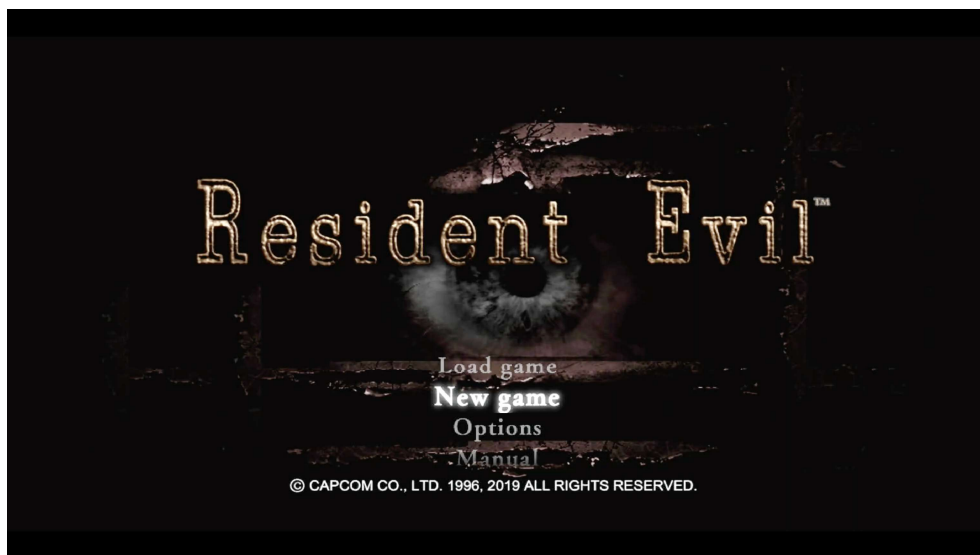 Resident Evil™
Load game
New game
Options
Manual
© CAPCOM CO., LTD. 1996, 2019 ALL RIGHTS RESERVED.